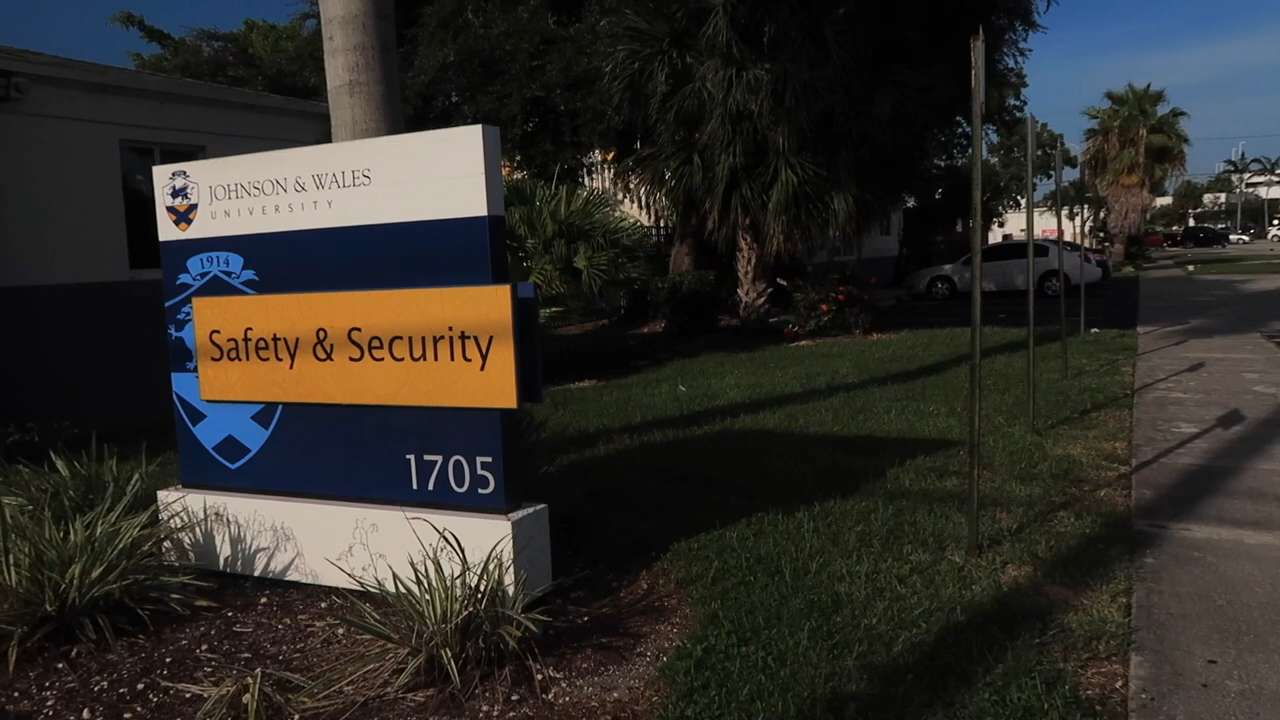 JOHNSON & WALES
UNIVERSITY
1914
Safety & Security
1705